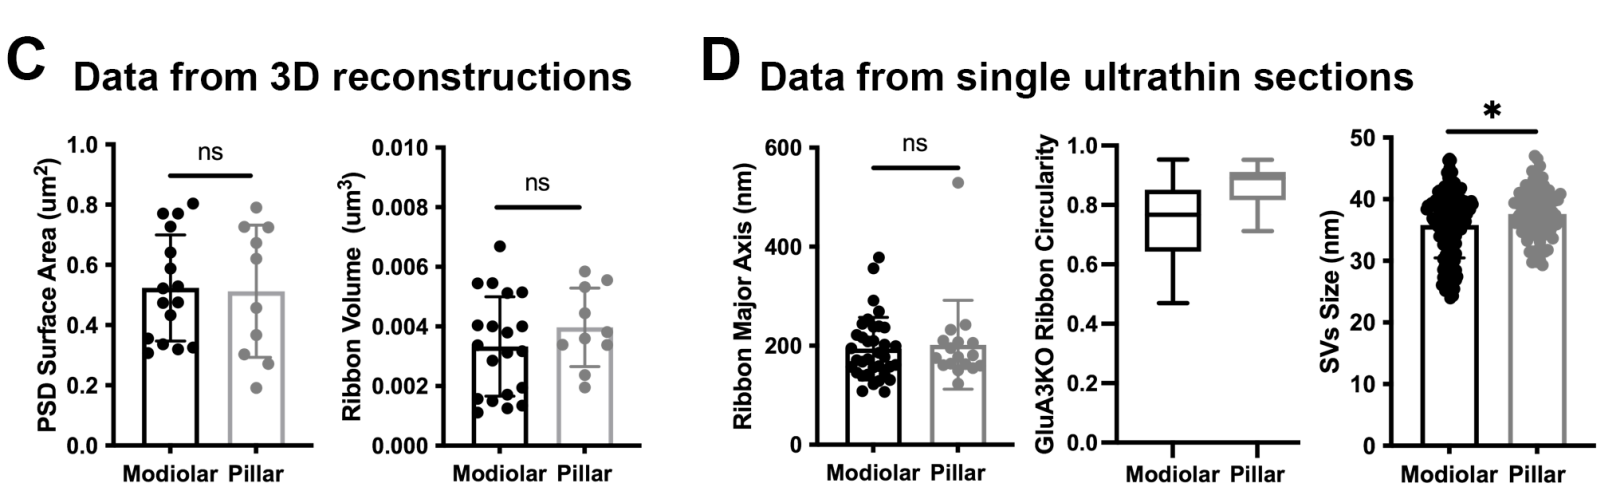 C Data from 3D reconstructions
PSD Surface Area (um2)
1.0
0.8
0.6
0.4
0.2
0.0
ns
Modiolar Pillar
Ribbon Volume (um3)
0.010
0.008
0.006
0.004
0.002
0.000
ns
Modiolar Pillar
D Data from single ultrathin sections
Ribbon Major Axis (nm)
600
400
200
0
ns
Modiolar Pillar
GluA3KO Ribbon Circularity
1.0
0.8
0.6
0.4
0.2
0.0
Modiolar Pillar
SVs Size (nm)
50
40
30
20
10
0
*
Modiolar Pillar